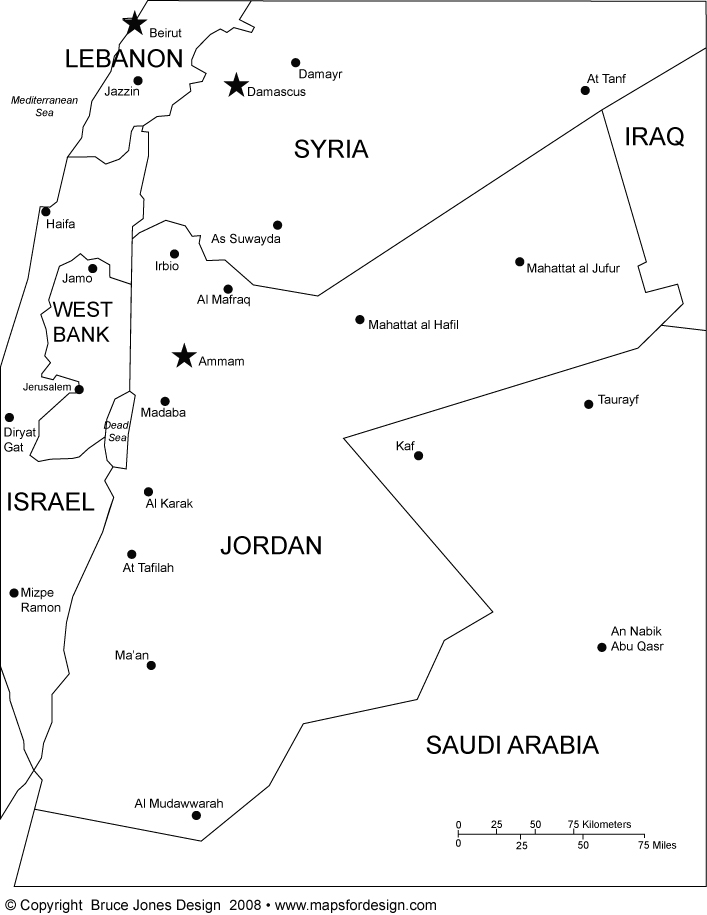 Beirut
LEBANON
Jazzin
Mediterranean
Sea
Damayr
Damascus
At Tanf
SYRIA
IRAQ
Haifa
As Suwayda
Irbio
Jamo
Al Mafraq
Mahattat al Jufur
WEST
BANK
Mahattat al Hafil
Ammam
Jerusalem
Madaba
Taurayf
Diryat
Gat
Dead
Sea
Kaf
ISRAEL
Al Karak
JORDAN
At Tafilah
Mizpe
Ramon
An Nabik
Abu Qasr
Ma'an
SAUDI ARABIA
Al Mudawwarah
0 25 50 75 Kilometers
0 25 50 75 Miles
© Copyright Bruce Jones Design 2008 • www.mapsfordesign.com